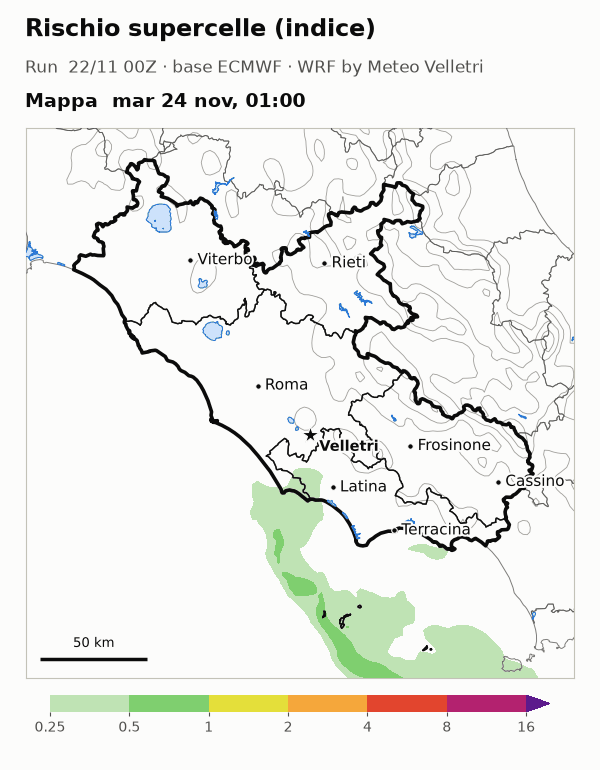 Rischio supercelle (indice)
Run  22/11 00Z · base ECMWF · WRF by Meteo Velletri
Mappa  mar 24 nov, 01:00
Viterbo
Rieti
Roma
Velletri
Frosinone
Cassino
Latina
Terracina
50 km
0.25 0.5 1 2 4 8 16